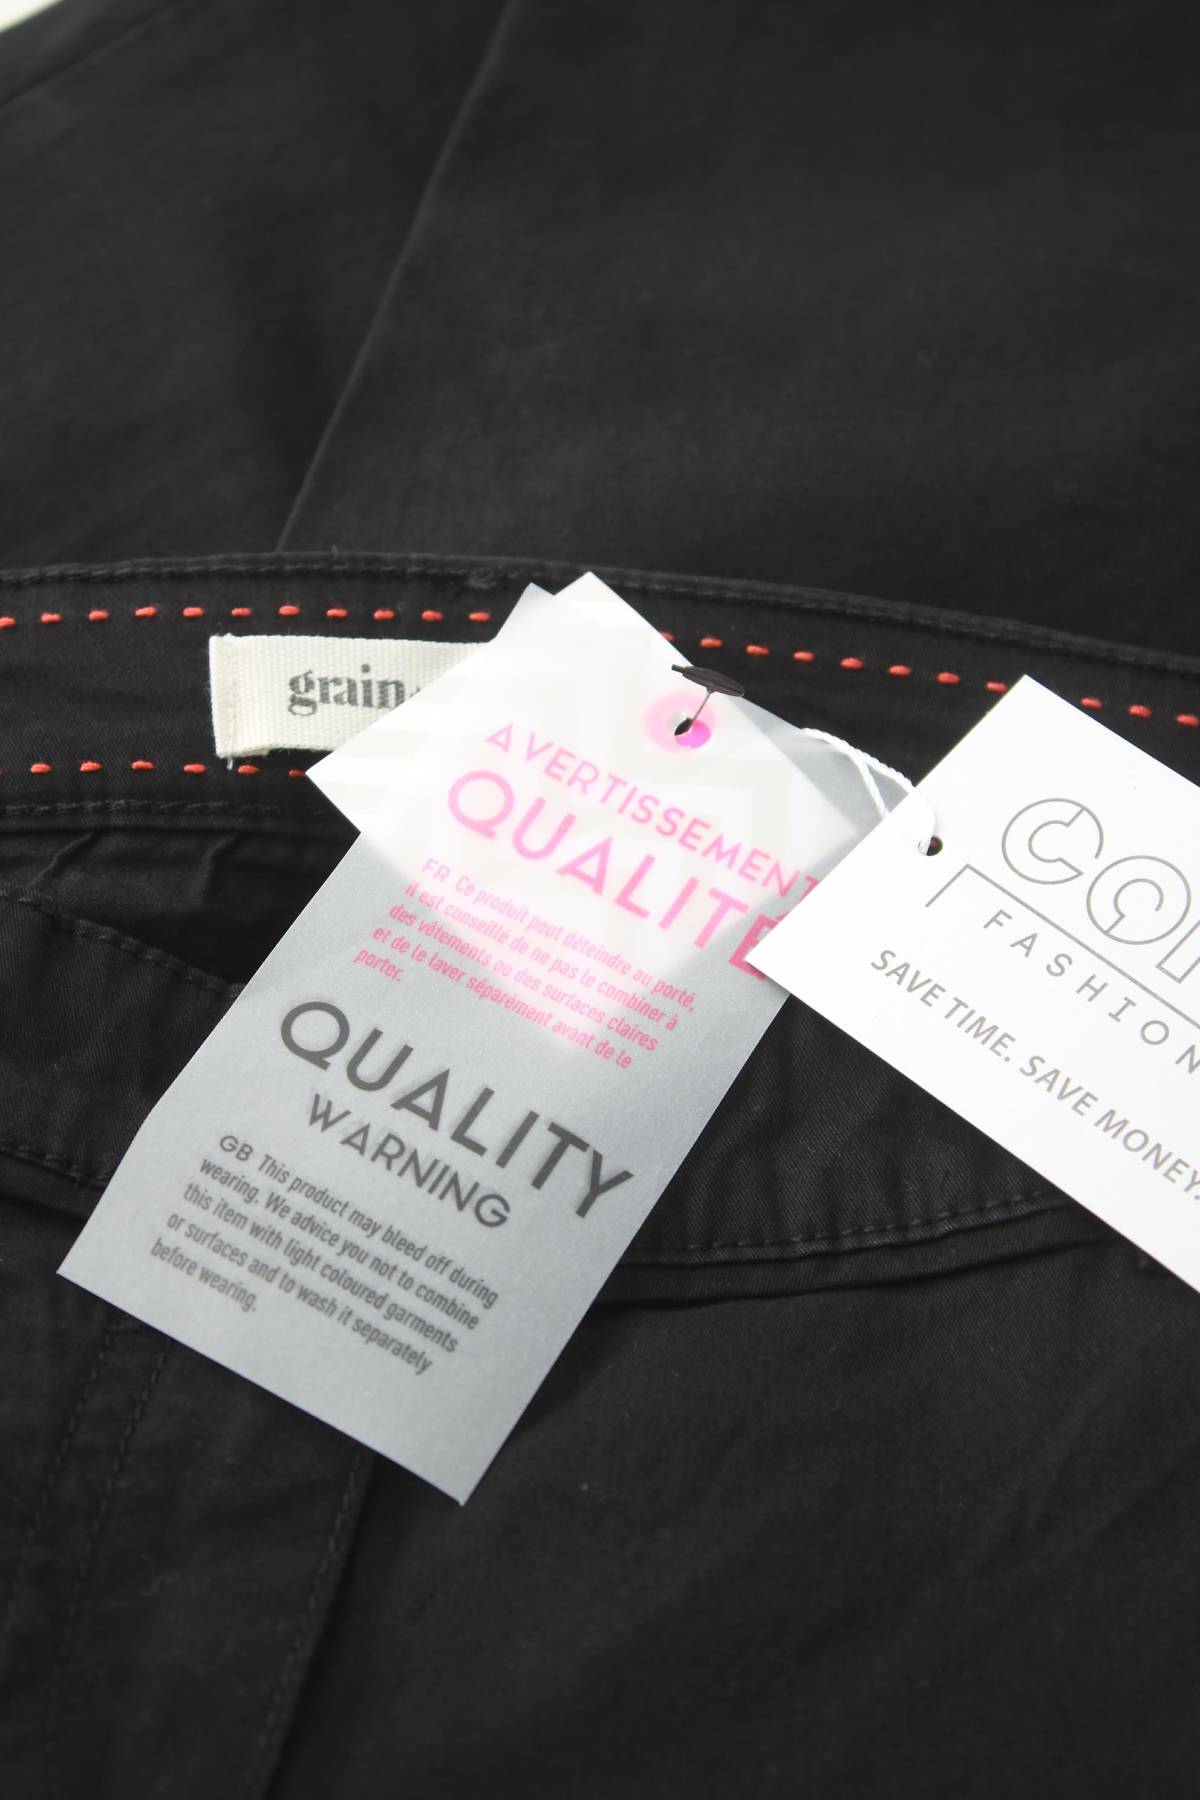 grain
AVERTISSEMENT
QUALITÉ
FR Ce produit peut déteindre au porté,
il est conseillé de ne pas le combiner à
des vêtements ou des surfaces claires
et de le laver séparément avant de le
porter.
QUALITY
WARNING
GB This product may bleed off during
wearing. We advice you not to combine
this item with light coloured garments
or surfaces and to wash it separately
before wearing.
FASHION
SAVE TIME. SAVE MONEY.